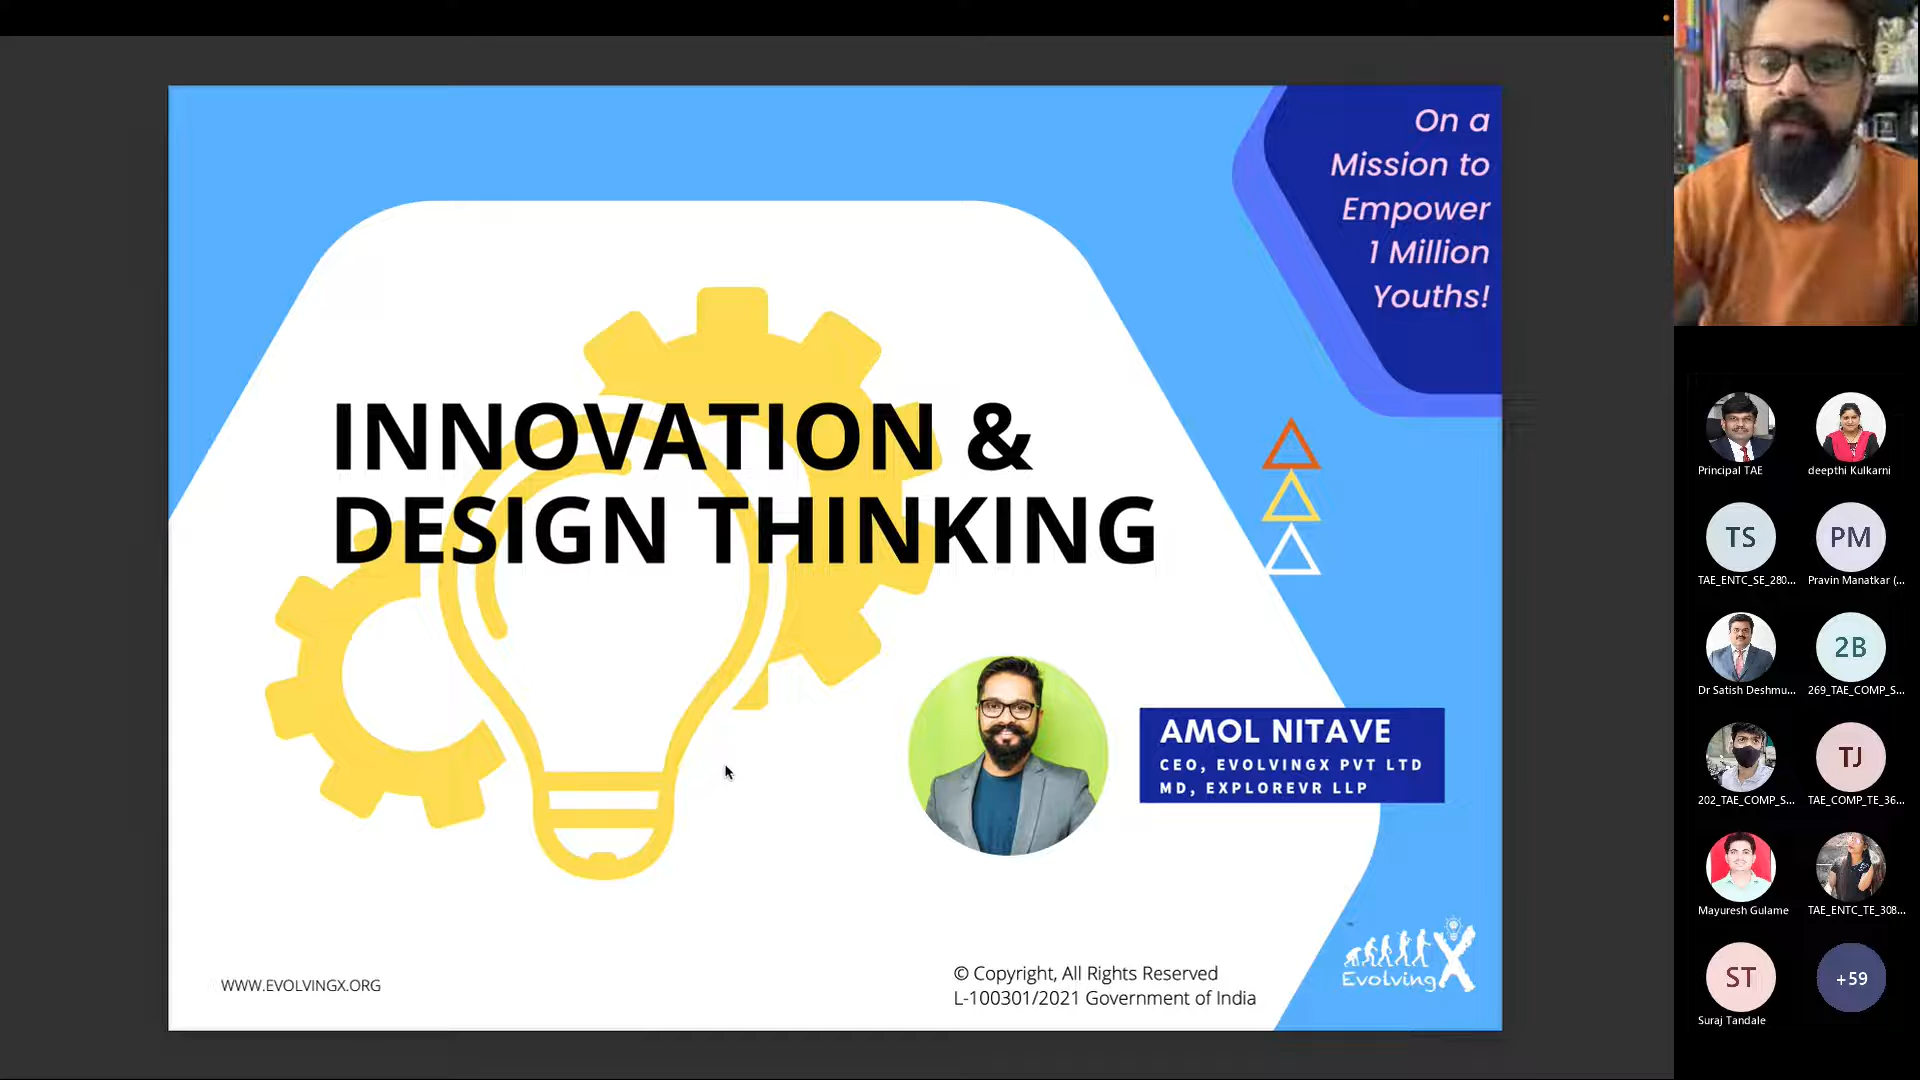 On a
Mission to
Empower
1 Million
Youths!
INNOVATION &
DESIGN THINKING
AMOL NITAVE
CEO, EVOLVINGX PVT LTD
MD, EXPLOREVR LLP
WWW.EVOLVINGX.ORG
© Copyright, All Rights Reserved
L-100301/2021 Government of India
EvolvingX
Principal TAE
deepthi Kulkarni
TS
PM
TAE_ENTC_SE_280...
Pravin Manatkar (...
2B
Dr Satish Deshmu...
269_TAE_COMP_S...
TJ
202_TAE_COMP_S...
TAE_COMP_TE_36...
Mayuresh Gulame
TAE_ENTC_TE_308...
ST
+59
Suraj Tandale